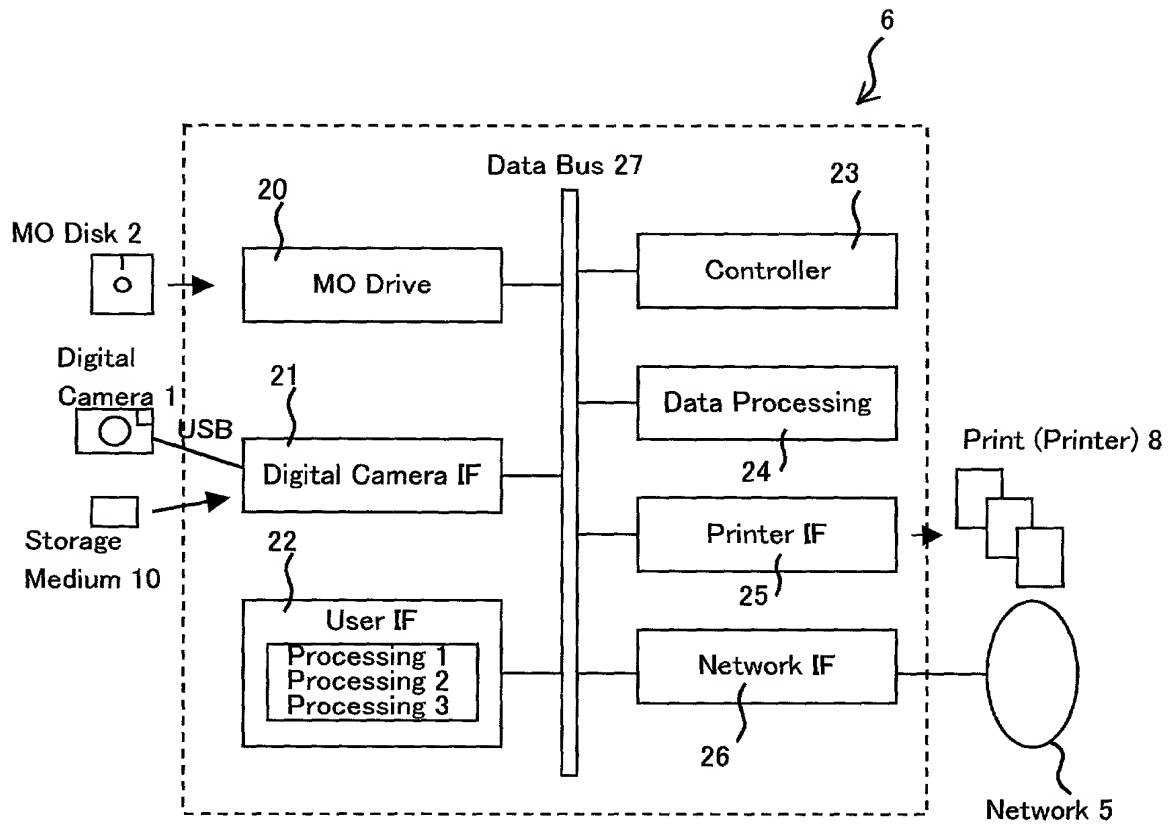 6
Data Bus 27
20
23
MO Disk 2
MO Drive
Controller
Digital
Camera 1
USB
21
Digital Camera IF
Data Processing
24
Print (Printer) 8
Storage
Medium 10
22
User IF
Processing 1
Processing 2
Processing 3
Printer IF
25
Network IF
26
Network 5